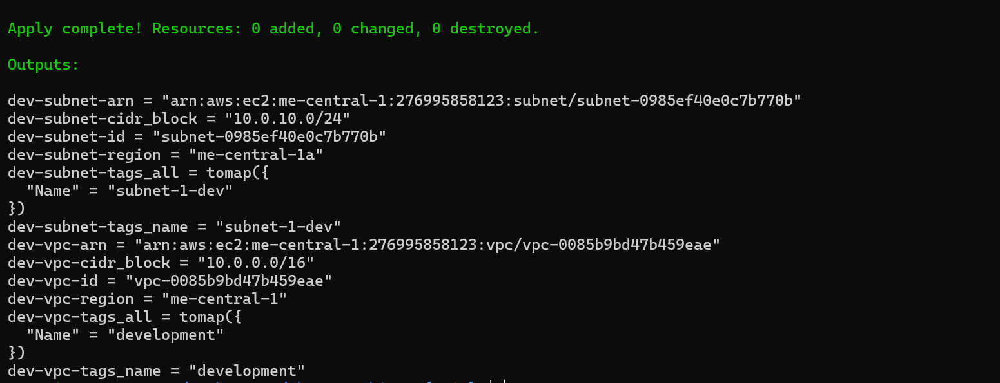 Apply complete! Resources: 0 added, 0 changed, 0 destroyed.
Outputs:
dev-subnet-arn = "arn:aws:ec2:me-central-1:276995858123:subnet/subnet-0985ef40e0c7b770b"
dev-subnet-cidr_block = "10.0.10.0/24"
dev-subnet-id = "subnet-0985ef40e0c7b770b"
dev-subnet-region = "me-central-1a"
dev-subnet-tags_all = tomap({
  "Name" = "subnet-1-dev"
})
dev-subnet-tags_name = "subnet-1-dev"
dev-vpc-arn = "arn:aws:ec2:me-central-1:276995858123:vpc/vpc-0085b9bd47b459eae"
dev-vpc-cidr_block = "10.0.0.0/16"
dev-vpc-id = "vpc-0085b9bd47b459eae"
dev-vpc-region = "me-central-1"
dev-vpc-tags_all = tomap({
  "Name" = "development"
})
dev-vpc-tags_name = "development"